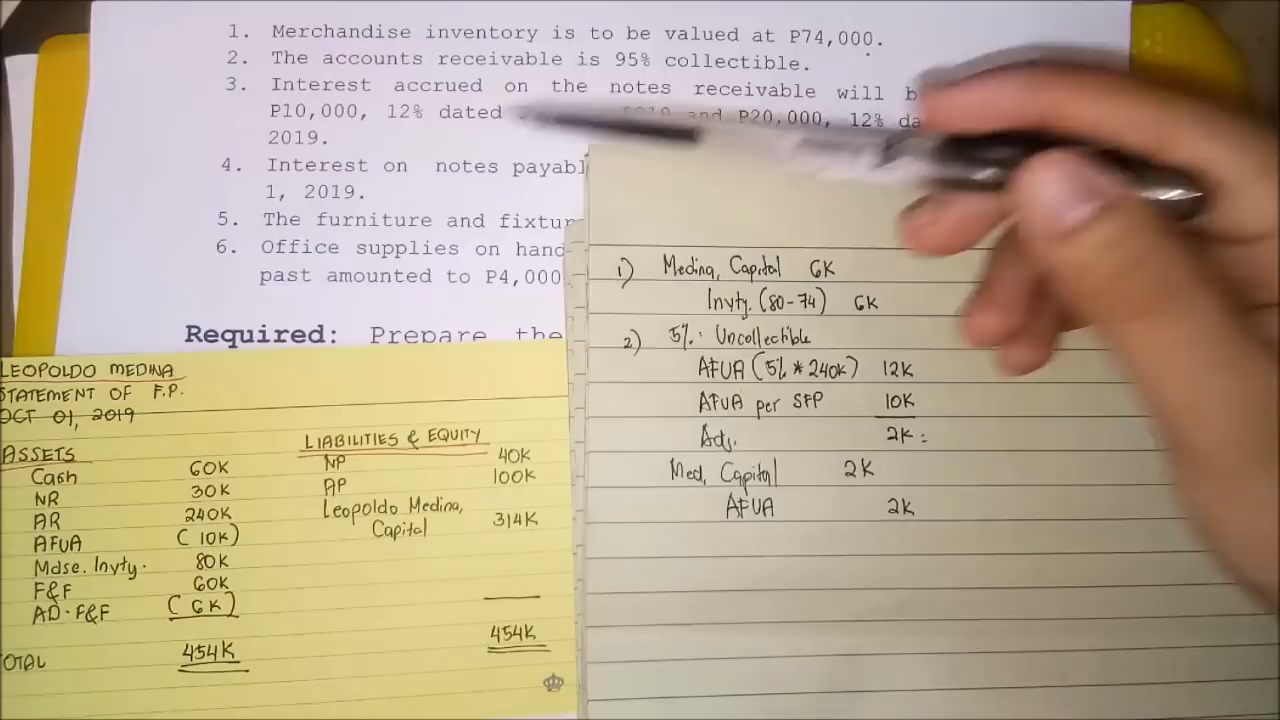 1. Merchandise inventory is to be valued at P74,000.
2. The accounts receivable is 95% collectible.
3. Interest accrued on the notes receivable will
P10,000, 12% dated and P20,000, 12%
2019.
4. Interest on notes
1, 2019.
5. The furniture and
6. Office supplies on hand
past amounted to P4,000
Required: Prepare the
LEOPOLDO MEDINA
STATEMENT OF F.P.
OCT 01, 2019
ASSETS
Cash 60K
NR 30K
AR 240K
AFUA (10K)
Mdse. Invty. 80K
F&F 60K
AD-F&F (6K)
454K
LIABILITIES & EQUITY
NP 40K
AP 100K
Leopoldo Medina,
Capital 314K
454K
1) Medina, Capital 6K
Invty. (80-74) 6K
2) 5%: Uncollectible
AFUA (5% * 240K) 12K
AFUA per SFP 10K
Adj. 2K:
Med, Capital 2K
AFUA 2K